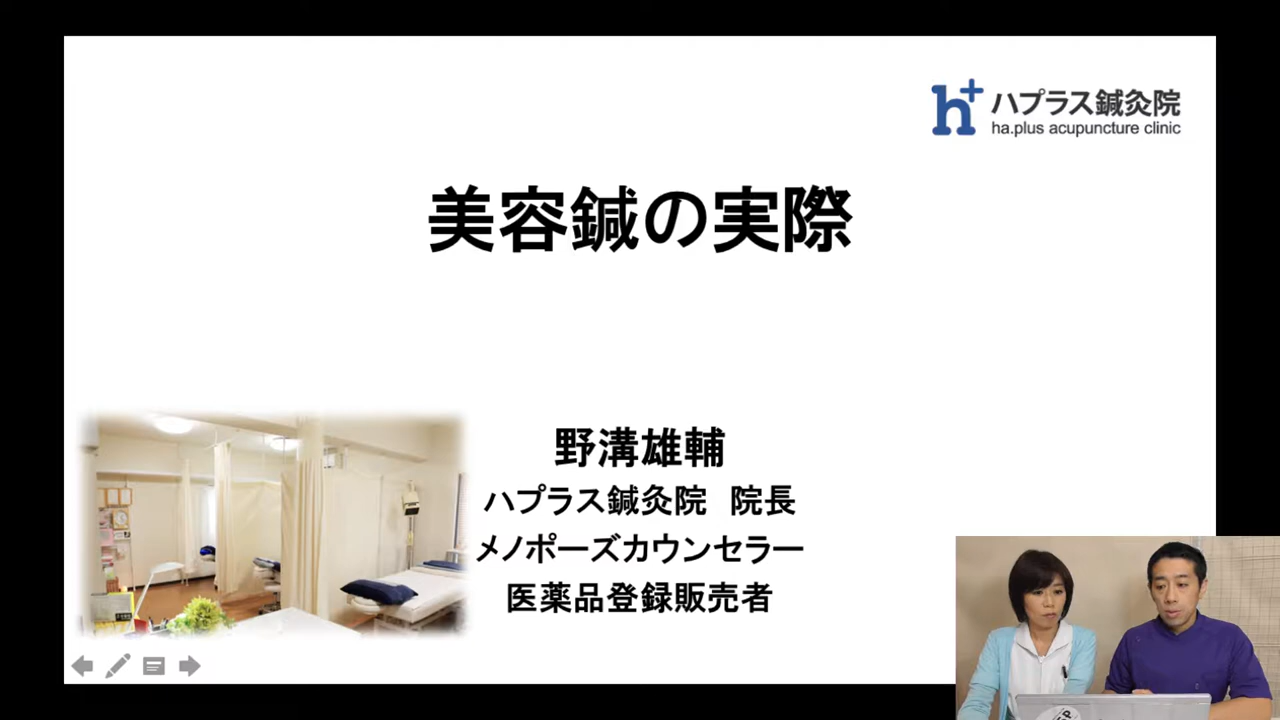 h+ ハプラス鍼灸院
ha.plus acupuncture clinic
美容鍼の実際
野溝雄輔
ハプラス鍼灸院　院長
メノポーズカウンセラー
医薬品登録販売者